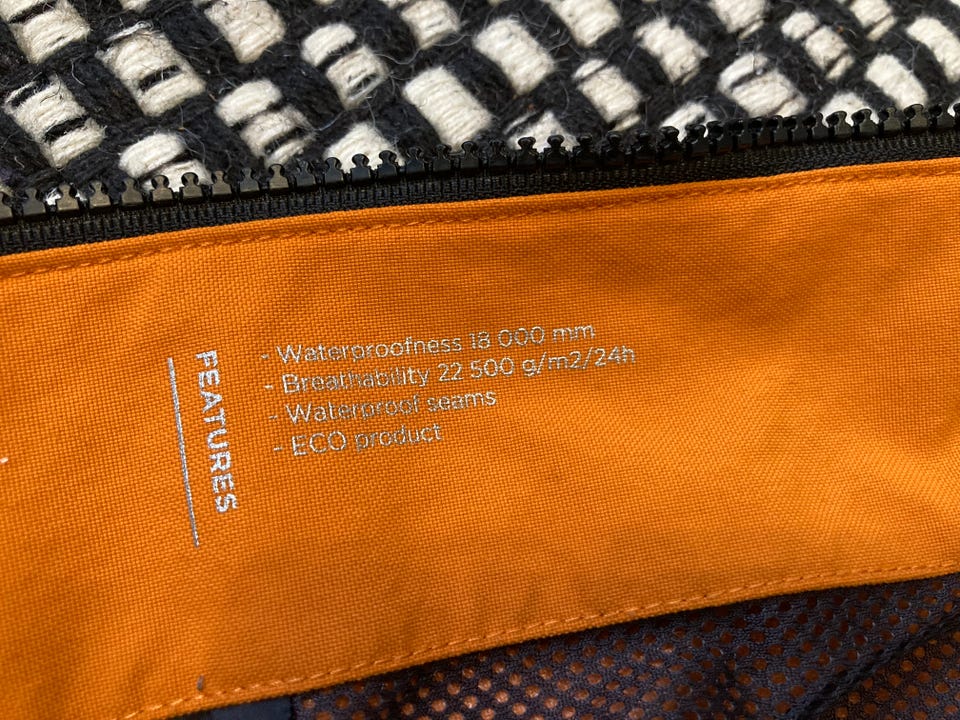 FEATURES
- Waterproofness 18 000 mm
- Breathability 22 500 g/m2/24h
- Waterproof seams
- ECO product